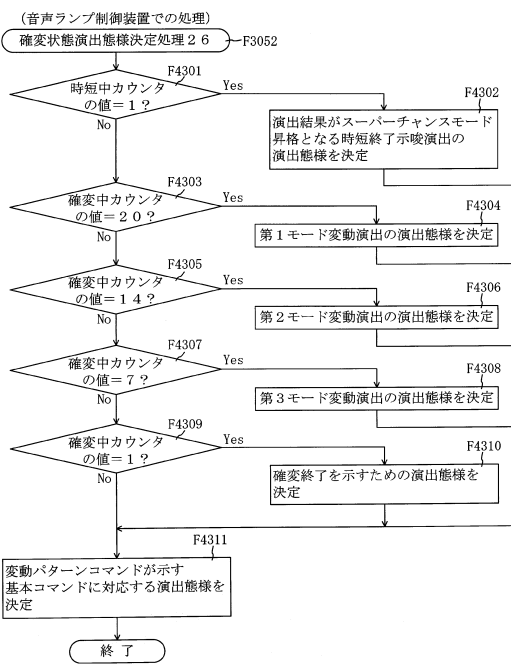 （音声ランプ制御装置での処理）
確変状態演出態様決定処理２６
F3052
F4301
時短中カウンタ
の値＝１？
Yes
No
F4302
演出結果がスーパーチャンスモード
昇格となる時短終了示唆演出の
演出態様を決定
F4303
確変中カウンタ
の値＝２０？
Yes
No
F4304
第１モード変動演出の演出態様を決定
F4305
確変中カウンタ
の値＝１４？
Yes
No
F4306
第２モード変動演出の演出態様を決定
F4307
確変中カウンタ
の値＝７？
Yes
No
F4308
第３モード変動演出の演出態様を決定
F4309
確変中カウンタ
の値＝１？
Yes
No
F4310
確変終了を示すための演出態様を
決定
F4311
変動パターンコマンドが示す
基本コマンドに対応する演出態様を
決定
終了